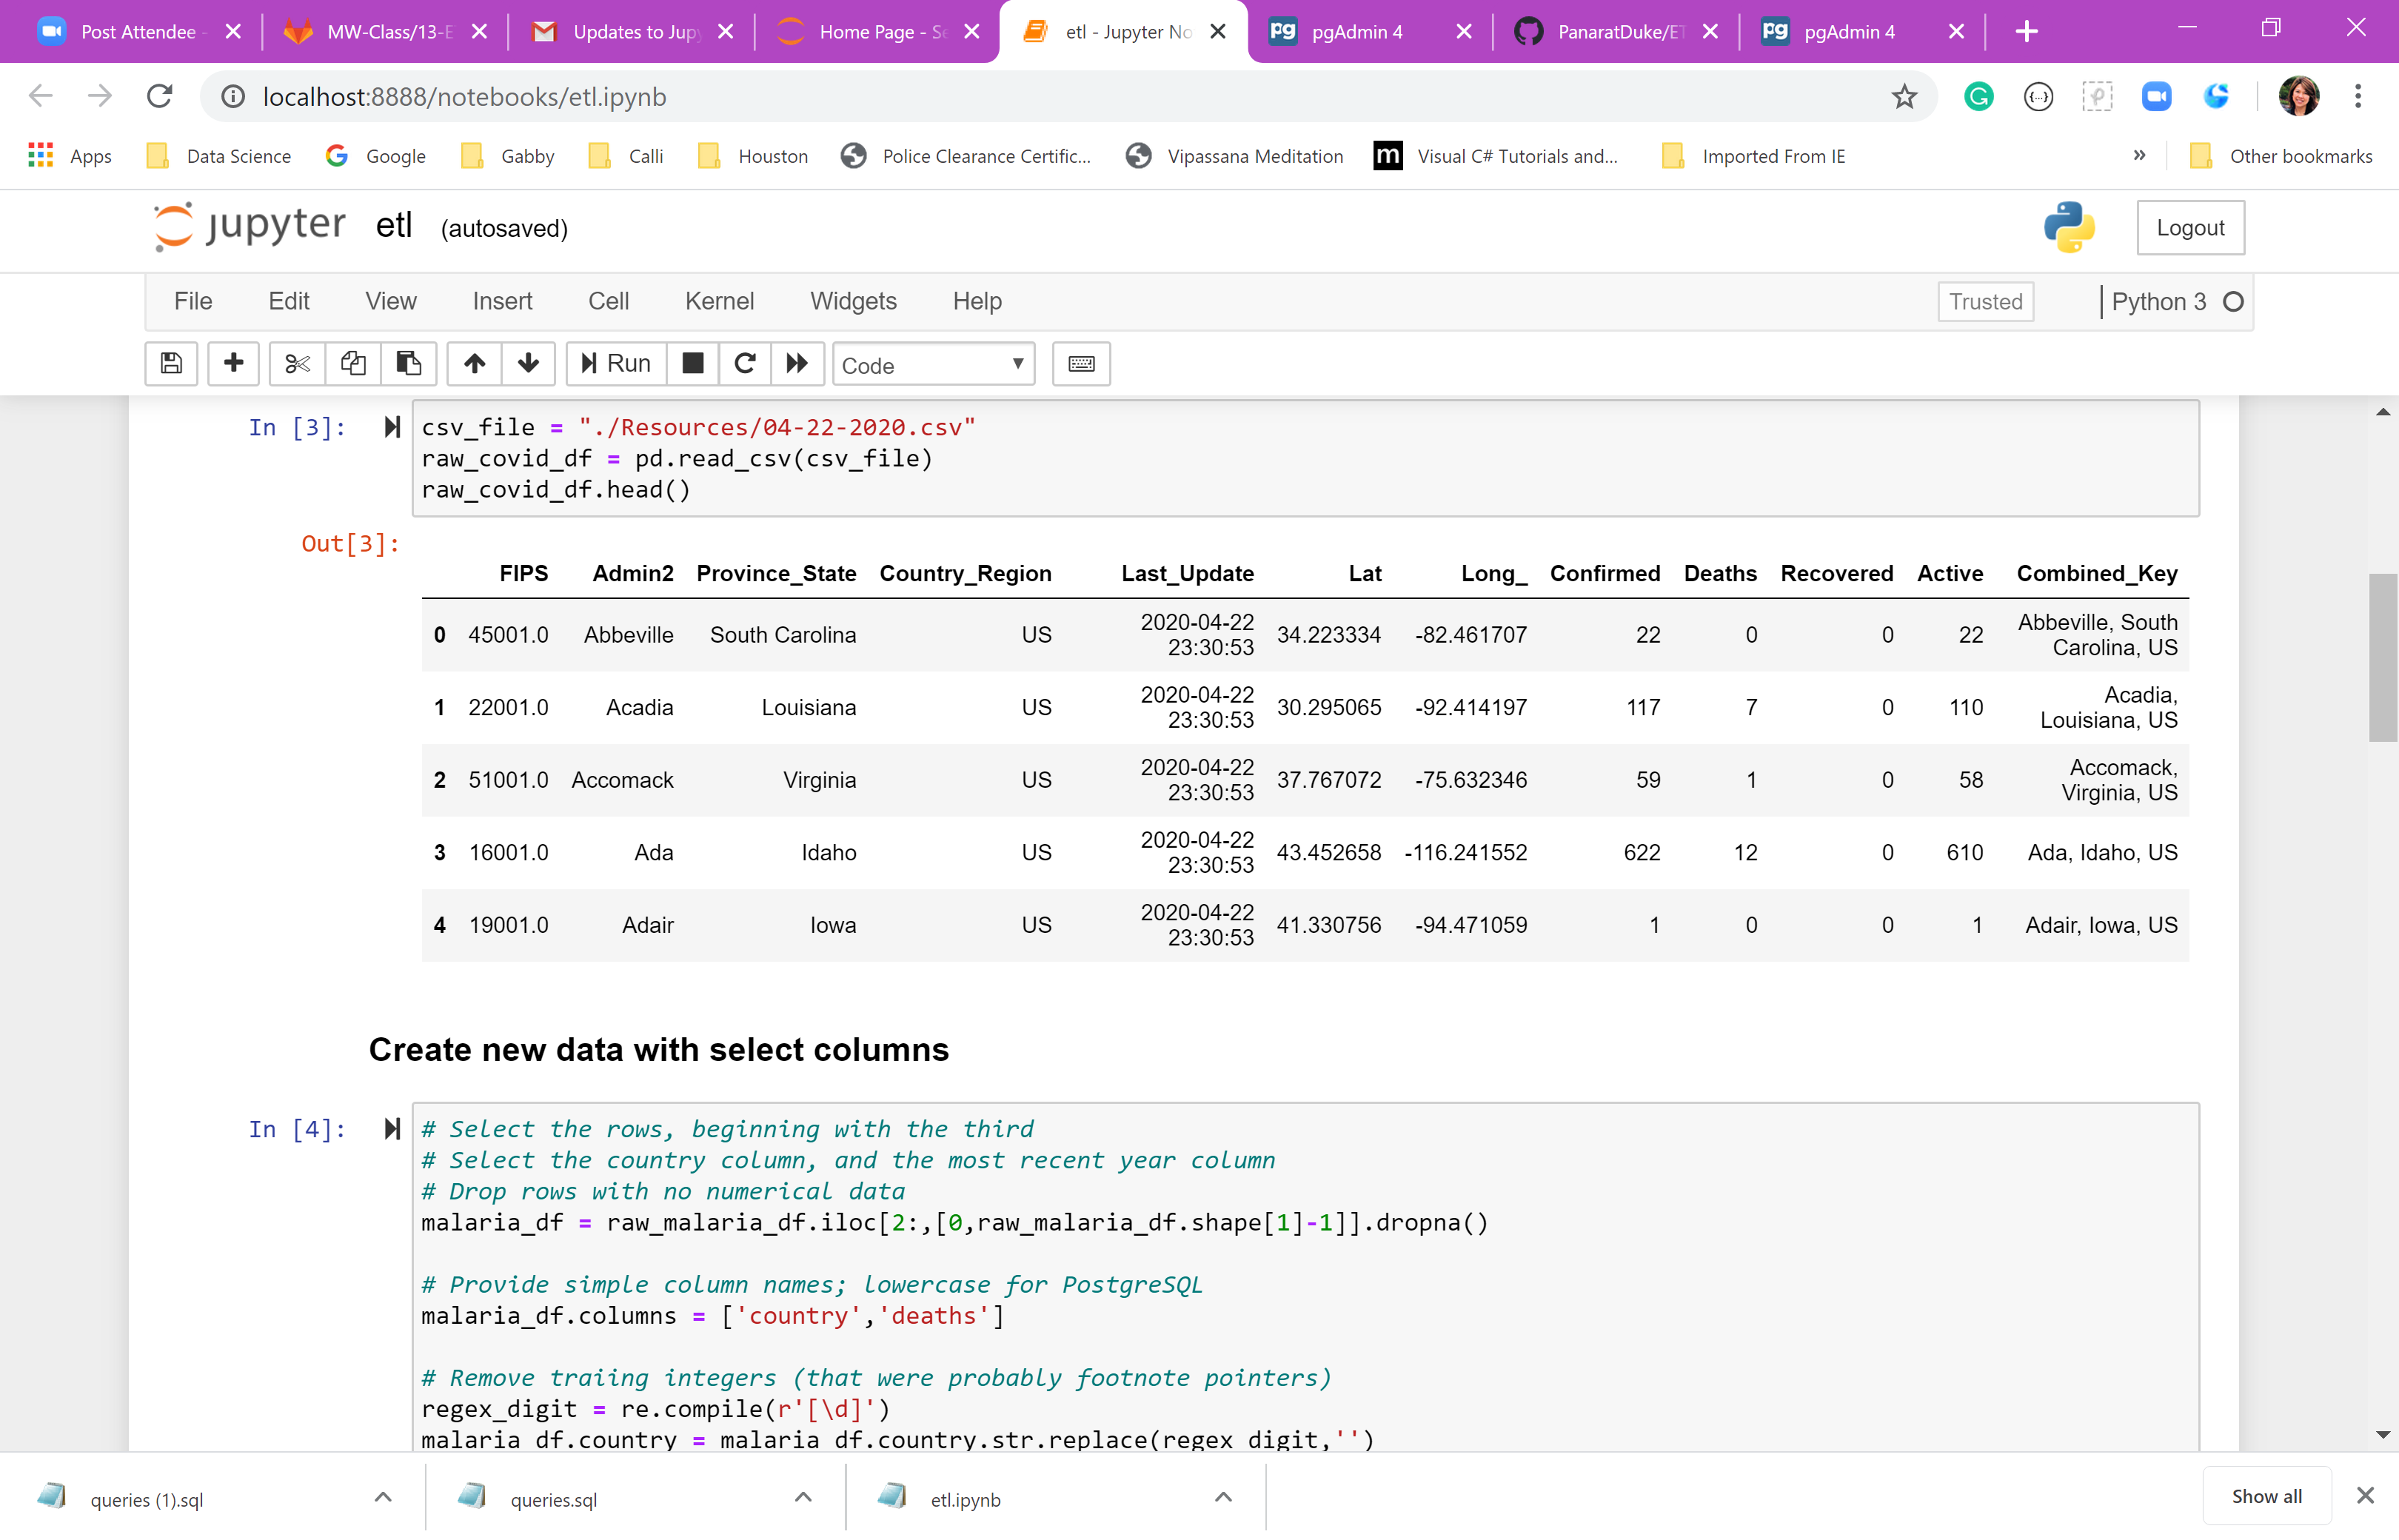 Post Attendee - MW-Class/13-E Updates to Jup Home Page - Se etl - Jupyter No pgAdmin 4 PanaratDuke/ET pgAdmin 4
localhost:8888/notebooks/etl.ipynb
Apps Data Science Google Gabby Calli Houston Police Clearance Certific... Vipassana Meditation m Visual C# Tutorials and... Imported From IE » Other bookmarks
jupyter etl (autosaved) Logout
File Edit View Insert Cell Kernel Widgets Help Trusted Python 3
Run Code
In [3]: csv_file = "./Resources/04-22-2020.csv"
raw_covid_df = pd.read_csv(csv_file)
raw_covid_df.head()
Out[3]:
FIPS Admin2 Province_State Country_Region Last_Update Lat Long_ Confirmed Deaths Recovered Active Combined_Key
0 45001.0 Abbeville South Carolina US 2020-04-22 23:30:53 34.223334 -82.461707 22 0 0 22 Abbeville, South Carolina, US
1 22001.0 Acadia Louisiana US 2020-04-22 23:30:53 30.295065 -92.414197 117 7 0 110 Acadia, Louisiana, US
2 51001.0 Accomack Virginia US 2020-04-22 23:30:53 37.767072 -75.632346 59 1 0 58 Accomack, Virginia, US
3 16001.0 Ada Idaho US 2020-04-22 23:30:53 43.452658 -116.241552 622 12 0 610 Ada, Idaho, US
4 19001.0 Adair Iowa US 2020-04-22 23:30:53 41.330756 -94.471059 1 0 0 1 Adair, Iowa, US
Create new data with select columns
In [4]: # Select the rows, beginning with the third
# Select the country column, and the most recent year column
# Drop rows with no numerical data
malaria_df = raw_malaria_df.iloc[2:,[0,raw_malaria_df.shape[1]-1]].dropna()
# Provide simple column names; lowercase for PostgreSQL
malaria_df.columns = ['country','deaths']
# Remove traiing integers (that were probably footnote pointers)
regex_digit = re.compile(r'[\d]')
malaria_df.country = malaria_df.country.str.replace(regex_digit,'')
queries (1).sql queries.sql etl.ipynb Show all